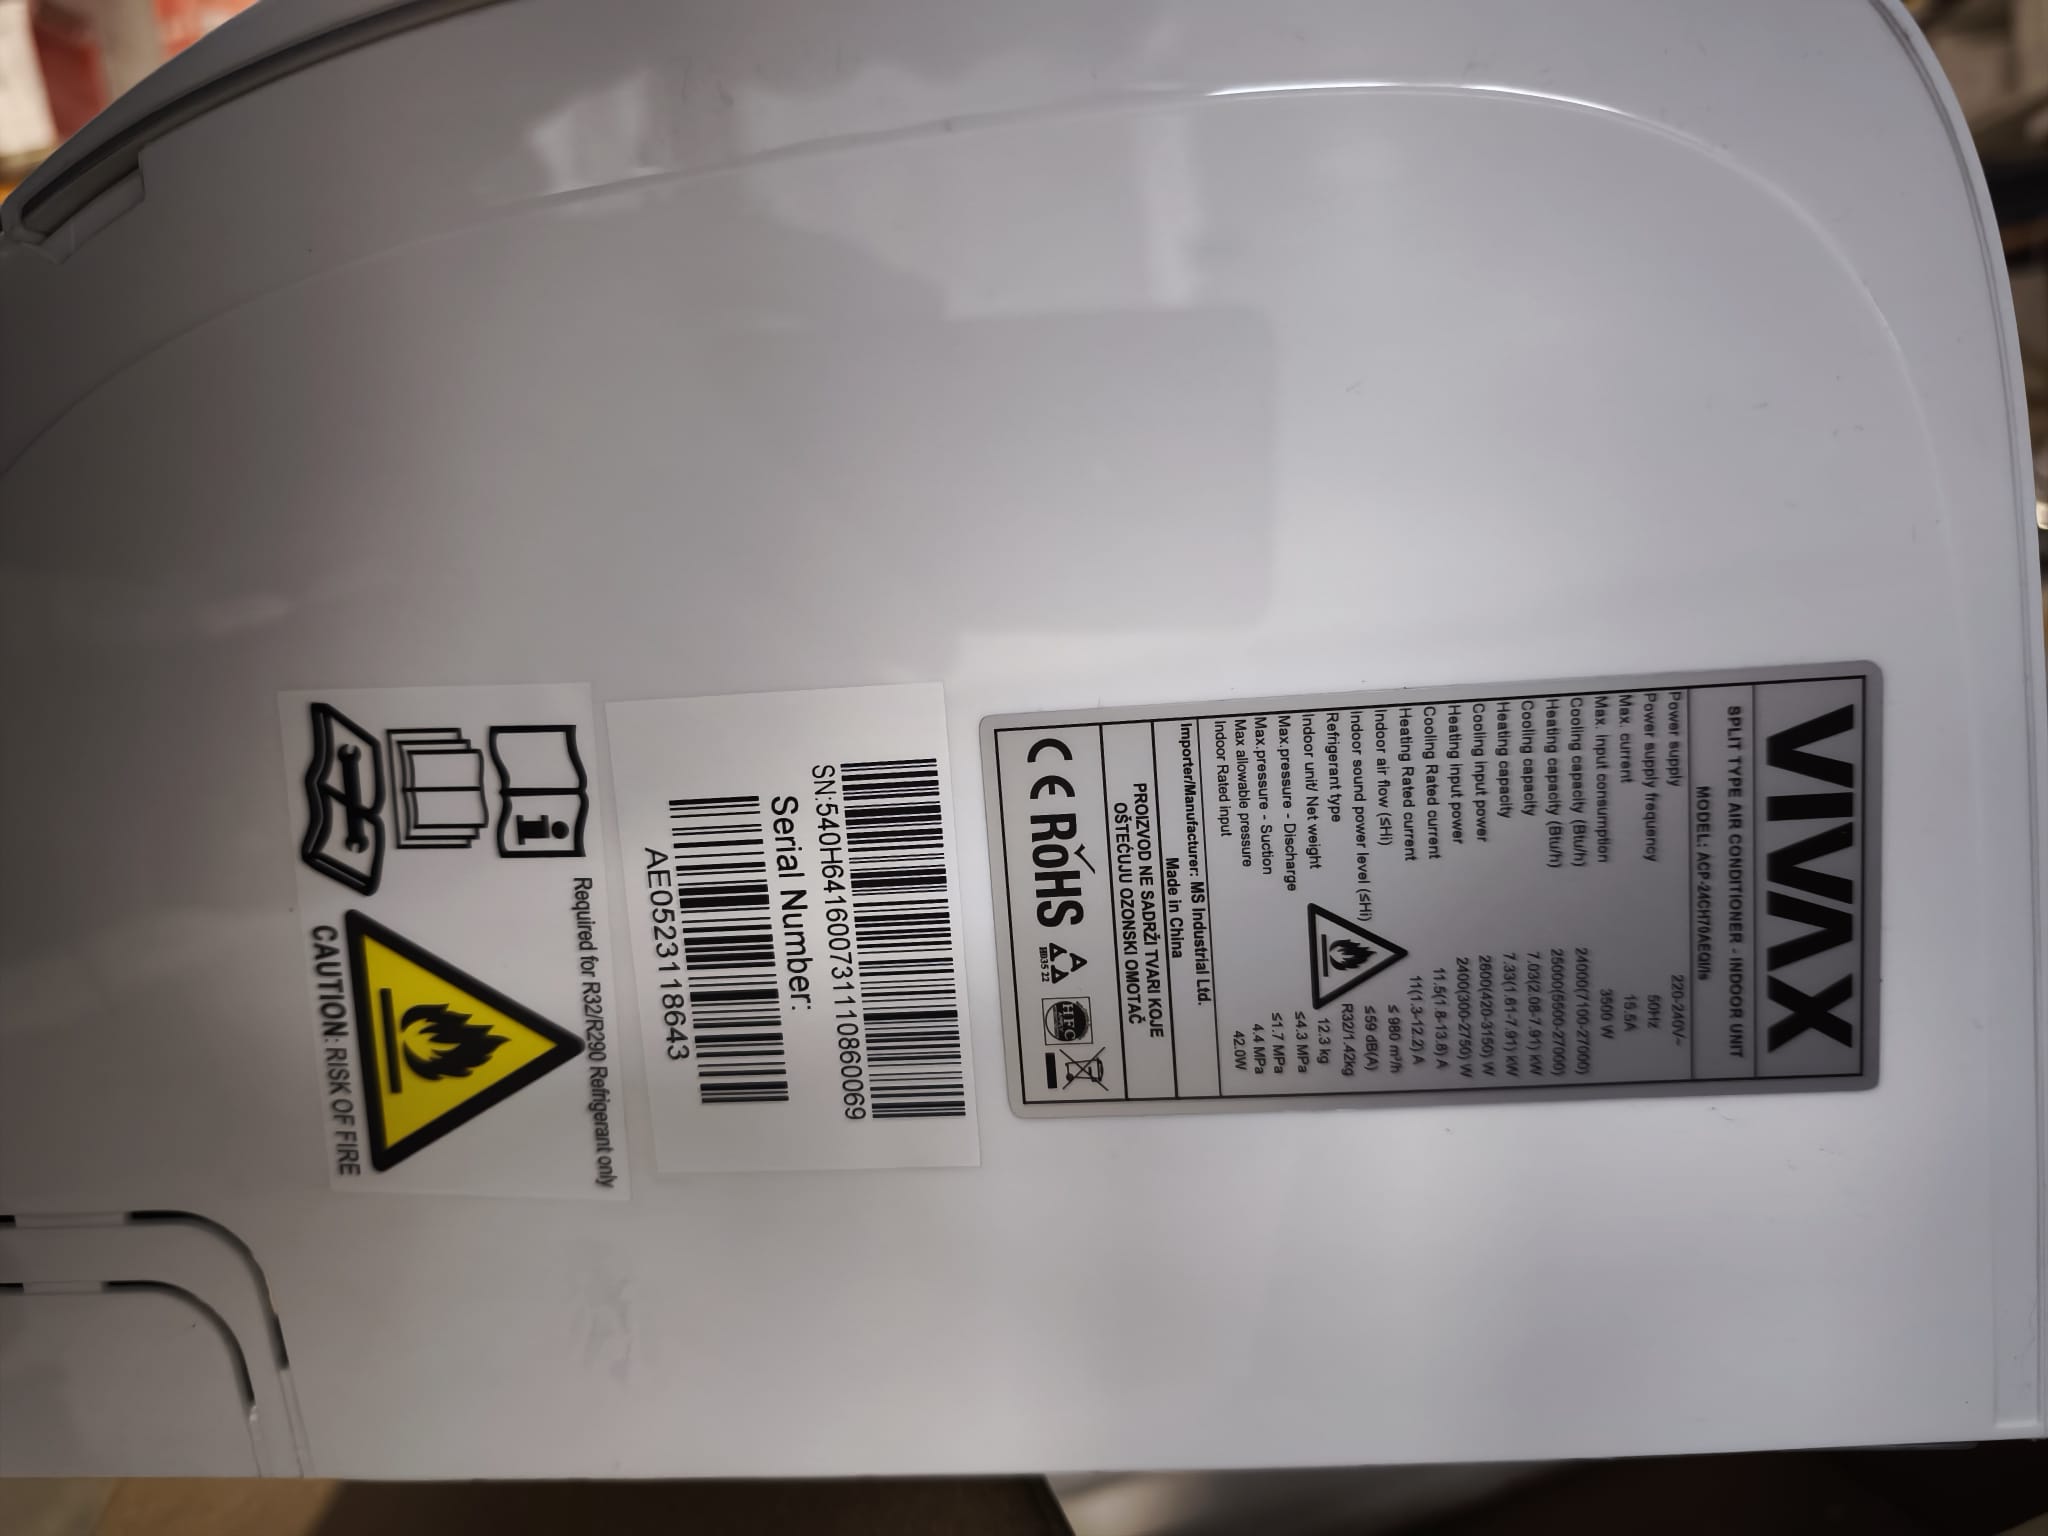 VIVAX
SPLIT TYPE AIR CONDITIONER - INDOOR UNIT
MODEL: ACP-24CH70AEQI/Is
Power supply 220-240V/~
Power supply frequency 50Hz
Max. current 15.5A
Max. input consumption 3500 W
Cooling capacity (Btu/h) 24000(7100-27000)
Heating capacity (Btu/h) 25000(5500-27000)
Cooling capacity 7.03(2.08-7.91) kW
Heating capacity 7.33(1.61-7.91) kW
Cooling input power 2600(420-3150) W
Heating input power 2400(300-2750) W
Cooling Rated current 11.5(1.8-13.8) A
Heating Rated current 11(1.3-12.2) A
Indoor air flow (≤Hi) ≤ 980 m³/h
Indoor sound power level (≤Hi) ≤59 dB(A)
Refrigerant type R32/1.42kg
Indoor unit/ Net weight 12.3 kg
Max.pressure - Discharge ≤4.3 MPa
Max.pressure - Suction ≤1.7 MPa
Max allowable pressure 4.4 MPa
Indoor Rated input 42.0W
Importer/Manufacturer: MS Industrial Ltd.
Made in China
PROIZVOD NE SADRŽI TVARI KOJE
OŠTEĆUJU OZONSKI OMOTAČ
CE RoHS HFC
SN:540H641600731110860069
Serial Number:
AE0523118643
Required for R32/R290 Refrigerant only
CAUTION: RISK OF FIRE